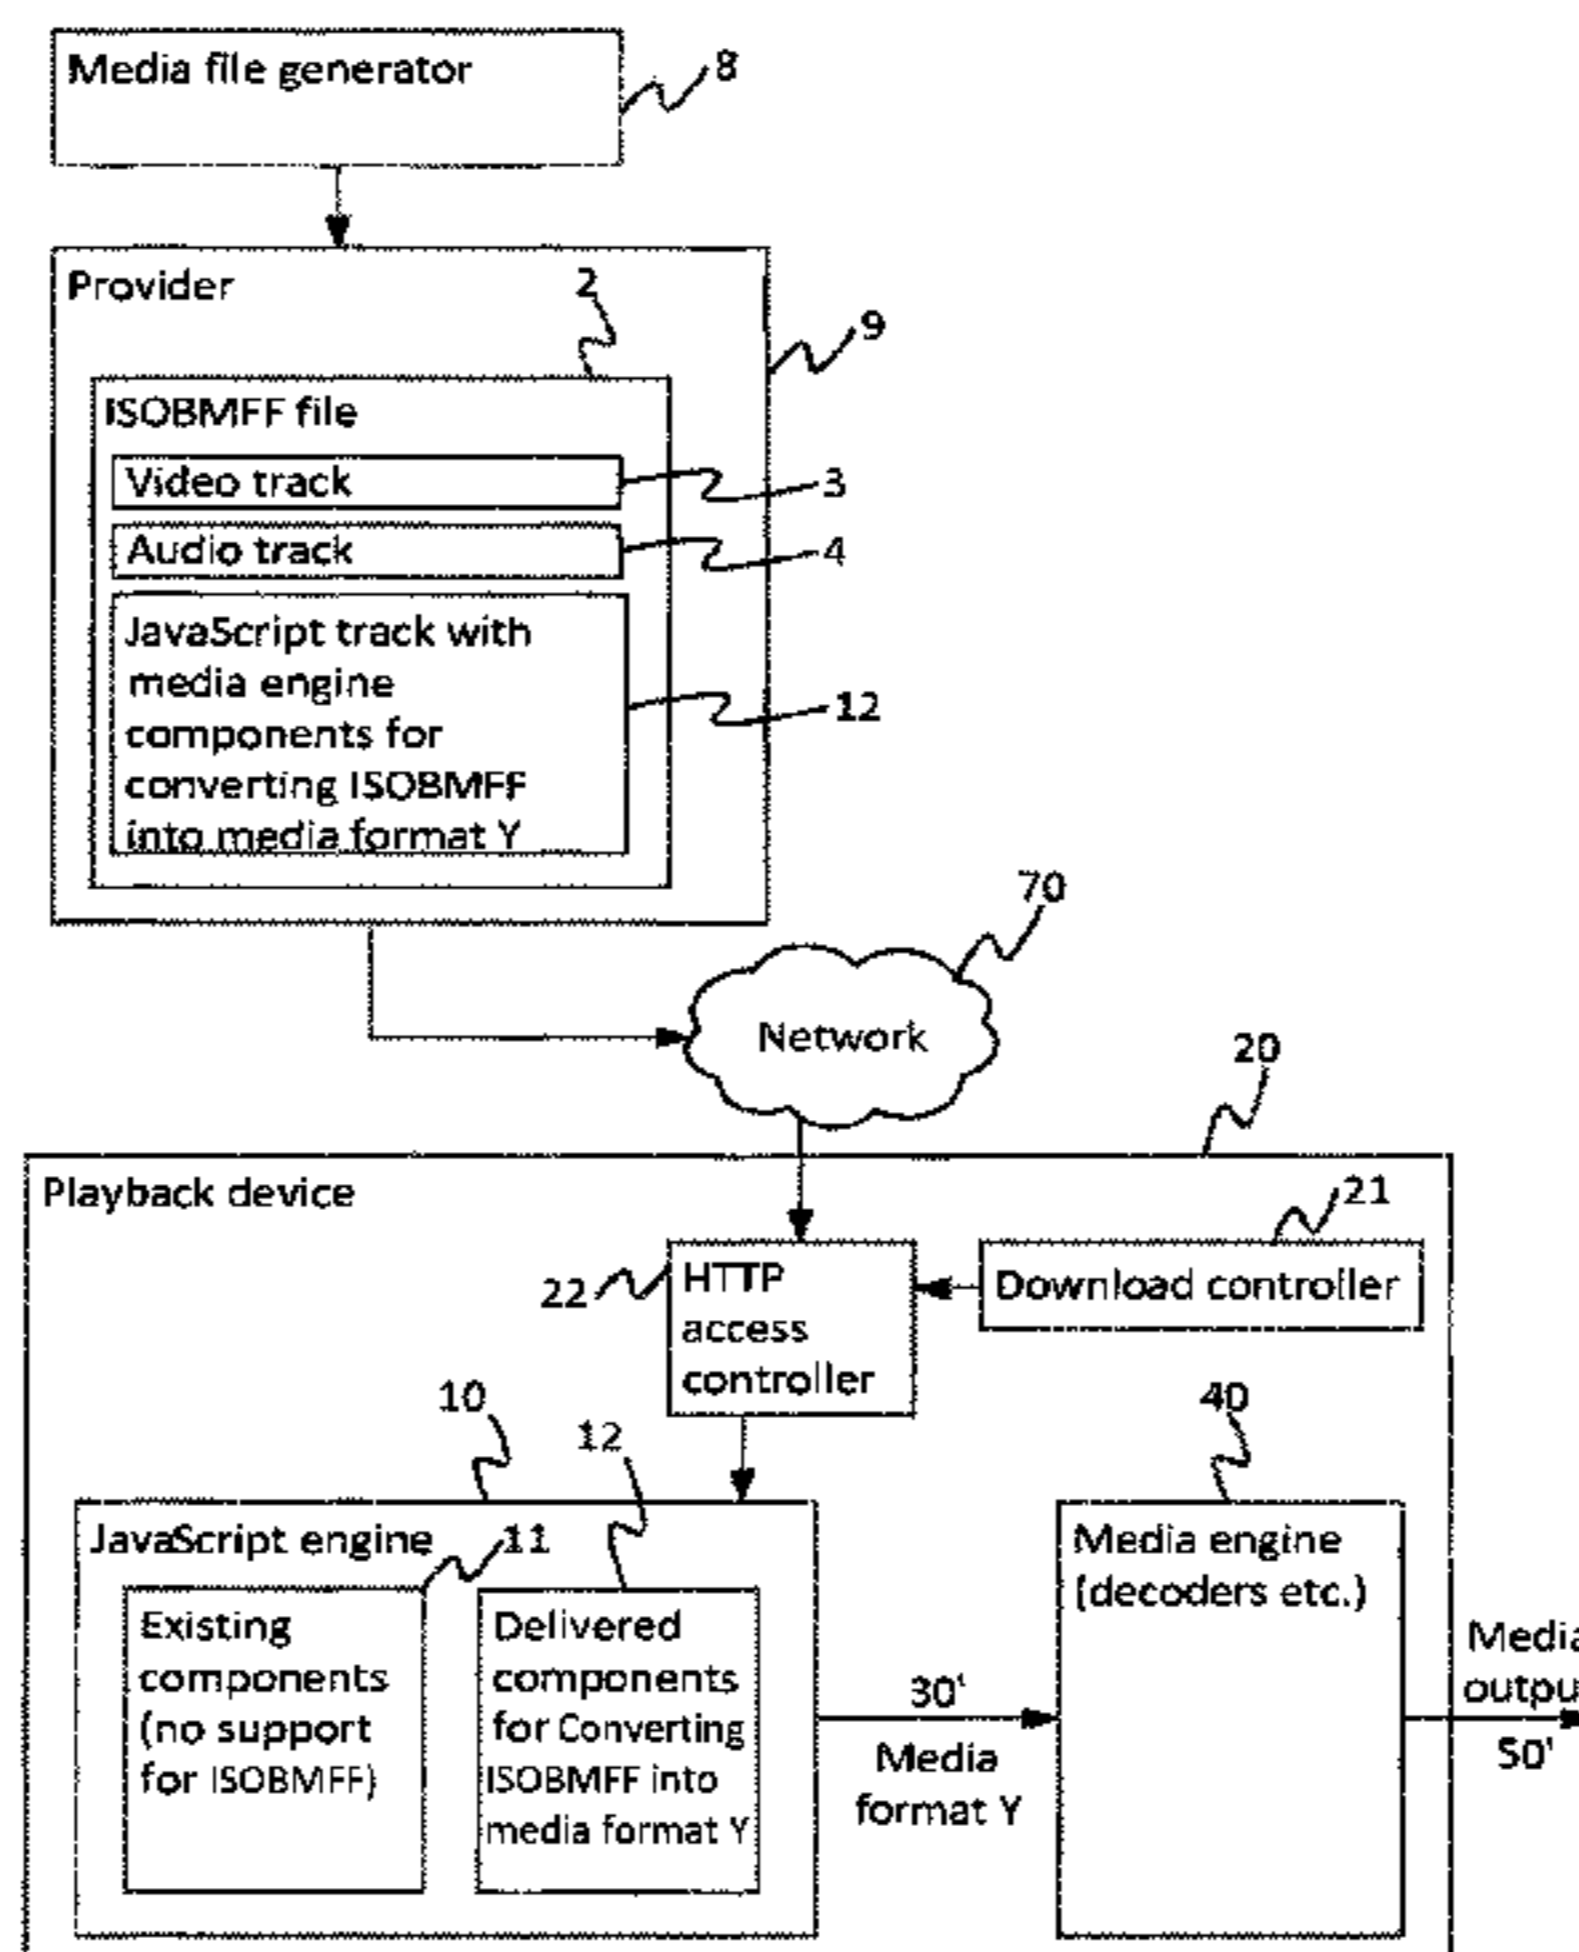 Media file generator
8
Provider
2
9
ISOBMFF file
Video track
3
Audio track
4
JavaScript track with
media engine
components for
converting ISOBMFF
into media format Y
12
70
Network
20
Playback device
21
22
HTTP
access
controller
Download controller
10
12
40
JavaScript engine
11
Existing
components
(no support
for ISOBMFF)
Delivered
components
for Converting
ISOBMFF into
media format Y
30'
Media
format Y
Media engine
(decoders etc.)
Media
output
50'